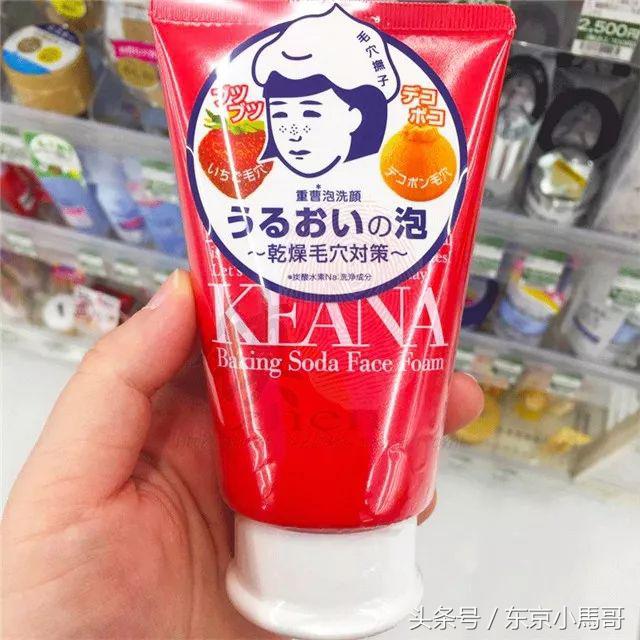 2,500円
毛穴撫子
ブツ
ブツ
いちご毛穴
デコ
ボコ
デコポン毛穴
重曹*泡洗顔
うるおいの泡
～乾燥毛穴対策～
*炭酸水素Na:洗浄成分
Let's
KEANA
Baking Soda Face Foam
头条号 / 东京小馬哥